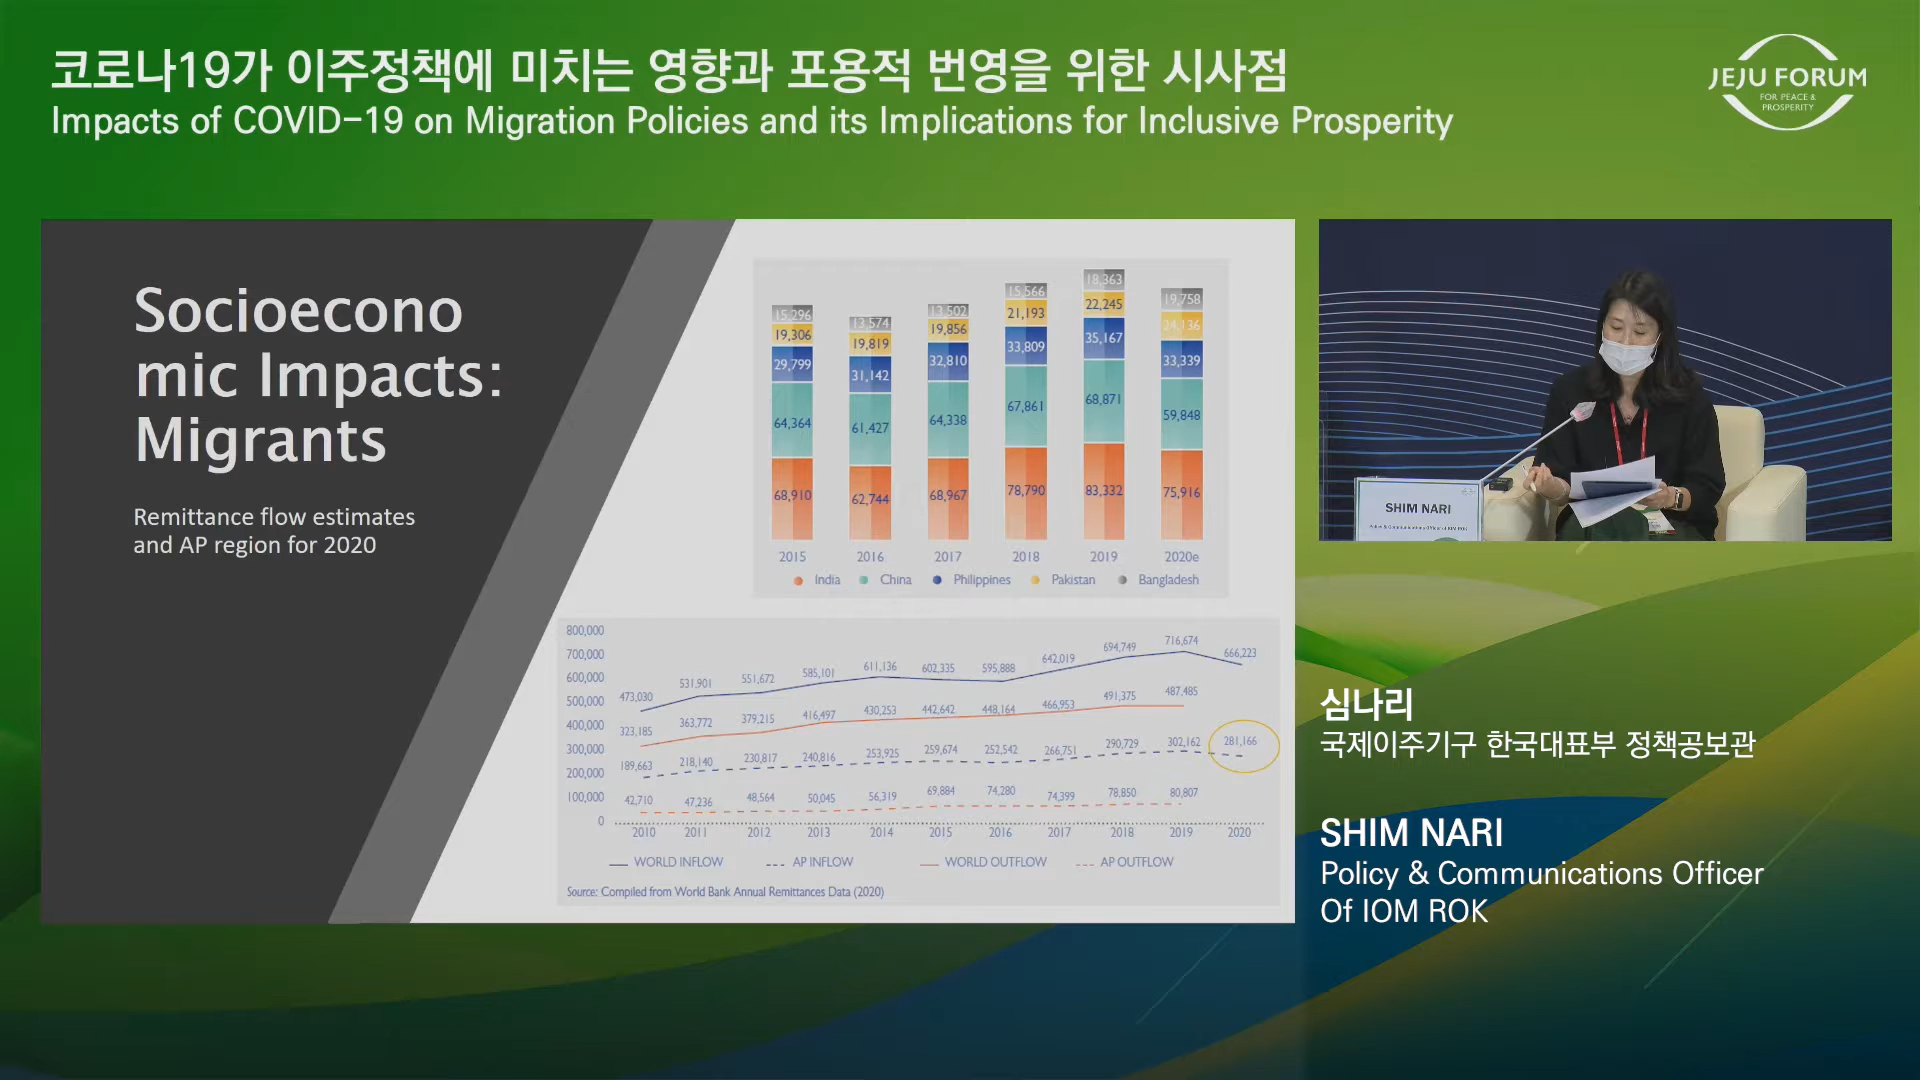 코로나19가 이주정책에 미치는 영향과 포용적 번영을 위한 시사점
Impacts of COVID-19 on Migration Policies and its Implications for Inclusive Prosperity
JEJU FORUM
FOR PEACE &
PROSPERITY
Socioecono
mic Impacts:
Migrants
Remittance flow estimates
and AP region for 2020
15,296 13,574 13,502 15,566 18,363 19,758
19,306 19,819 19,856 21,193 22,245 24,136
29,799 31,142 32,810 33,809 35,167 33,339
64,364 61,427 64,338 67,861 68,871 59,848
68,910 62,744 68,967 78,790 83,332 75,916
2015 2016 2017 2018 2019 2020e
India China Philippines Pakistan Bangladesh
800,000
700,000
600,000
500,000
400,000
300,000
200,000
100,000
0
473,030 531,901 551,672 585,101 611,136 602,335 595,888 642,019 694,749 716,674 666,223
323,185 363,772 379,215 416,497 430,253 442,642 448,164 466,953 491,375 487,485
189,663 218,140 230,817 240,816 253,925 259,674 252,542 266,751 290,729 302,162 281,166
42,710 47,236 48,564 50,045 56,319 69,884 74,280 74,399 78,850 80,807
2010 2011 2012 2013 2014 2015 2016 2017 2018 2019 2020
WORLD INFLOW AP INFLOW WORLD OUTFLOW AP OUTFLOW
Source: Compiled from World Bank Annual Remittances Data (2020)
SHIM NARI
Policy & Communications Officer of IOM ROK
심나리
국제이주기구 한국대표부 정책공보관
SHIM NARI
Policy & Communications Officer
Of IOM ROK